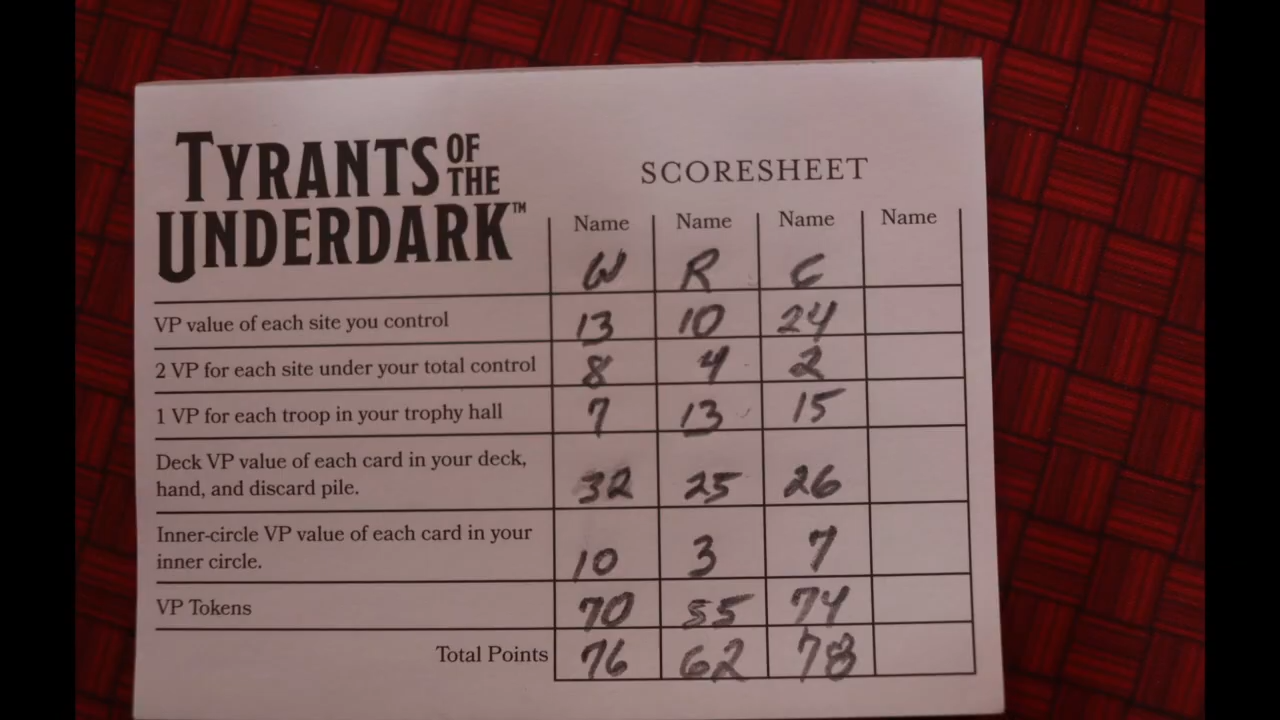 TYRANTS OF THE
UNDERDARK™
SCORESHEET
Name Name Name Name
W R C
VP value of each site you control 13 10 24
2 VP for each site under your total control 8 4 2
1 VP for each troop in your trophy hall 7 13 15
Deck VP value of each card in your deck,
hand, and discard pile. 32 25 26
Inner-circle VP value of each card in your
inner circle. 10 3 7
VP Tokens 70 55 74
Total Points 76 62 78